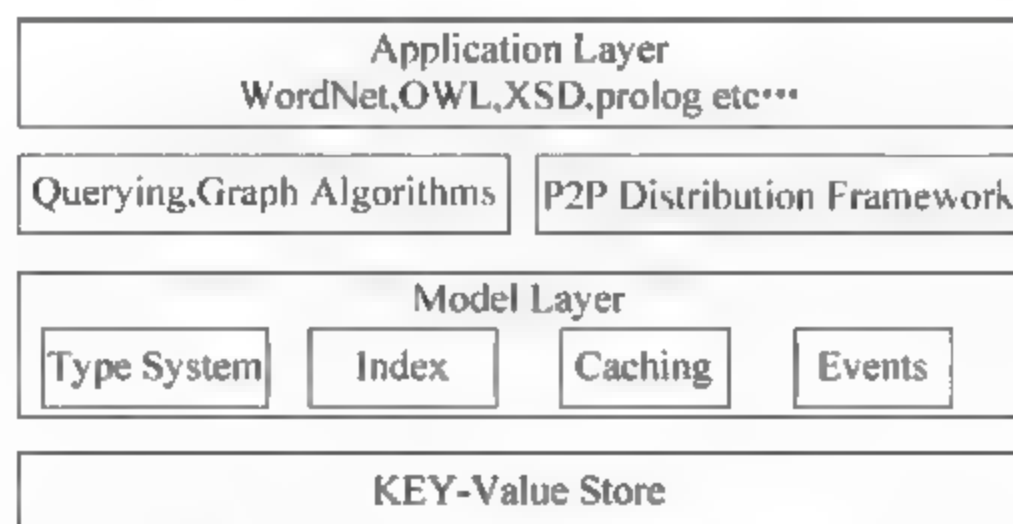 Application Layer
WordNet,OWL,XSD,prolog etc…
Querying,Graph Algorithms
P2P Distribution Framework
Model Layer
Type System
Index
Caching
Events
KEY-Value Store